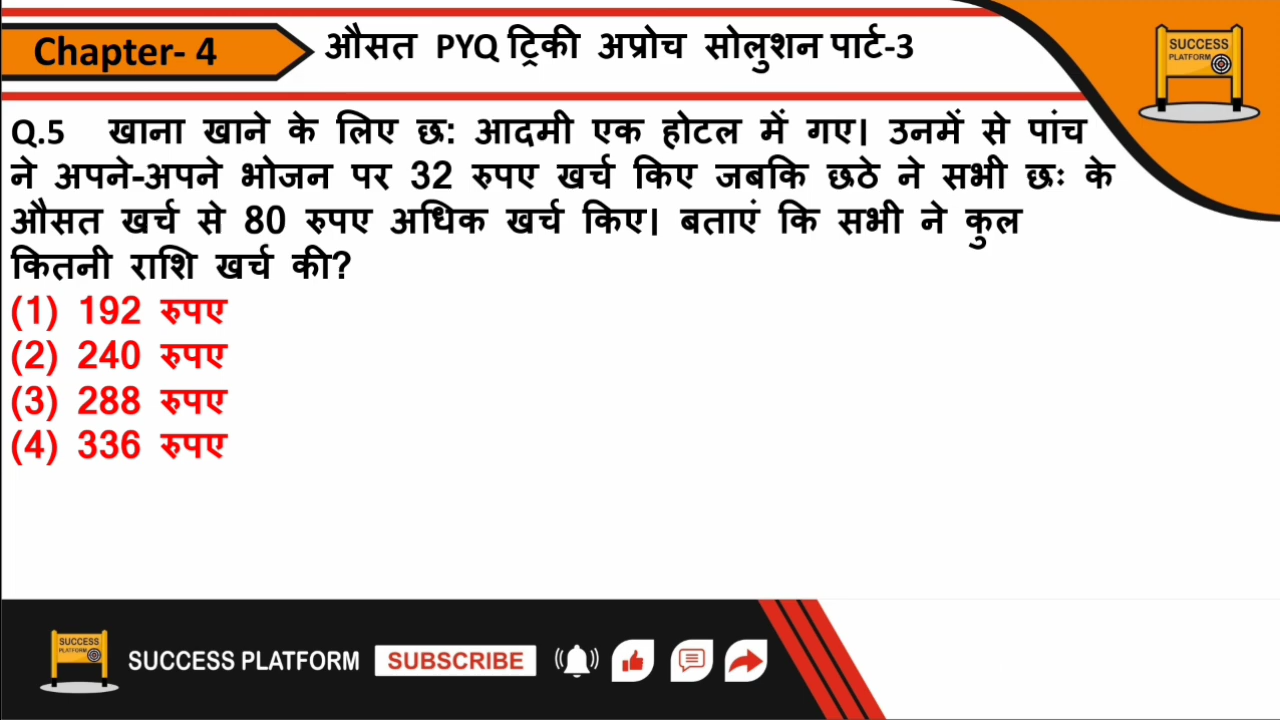 Chapter- 4
औसत PYQ ट्रिकी अप्रोच सोलुशन पार्ट-3
SUCCESS
PLATFORM
Q.5 खाना खाने के लिए छ: आदमी एक होटल में गए। उनमें से पांच
ने अपने-अपने भोजन पर 32 रुपए खर्च किए जबकि छठे ने सभी छः के
औसत खर्च से 80 रुपए अधिक खर्च किए। बताएं कि सभी ने कुल
कितनी राशि खर्च की?
(1) 192 रुपए
(2) 240 रुपए
(3) 288 रुपए
(4) 336 रुपए
SUCCESS
PLATFORM
SUCCESS PLATFORM
SUBSCRIBE